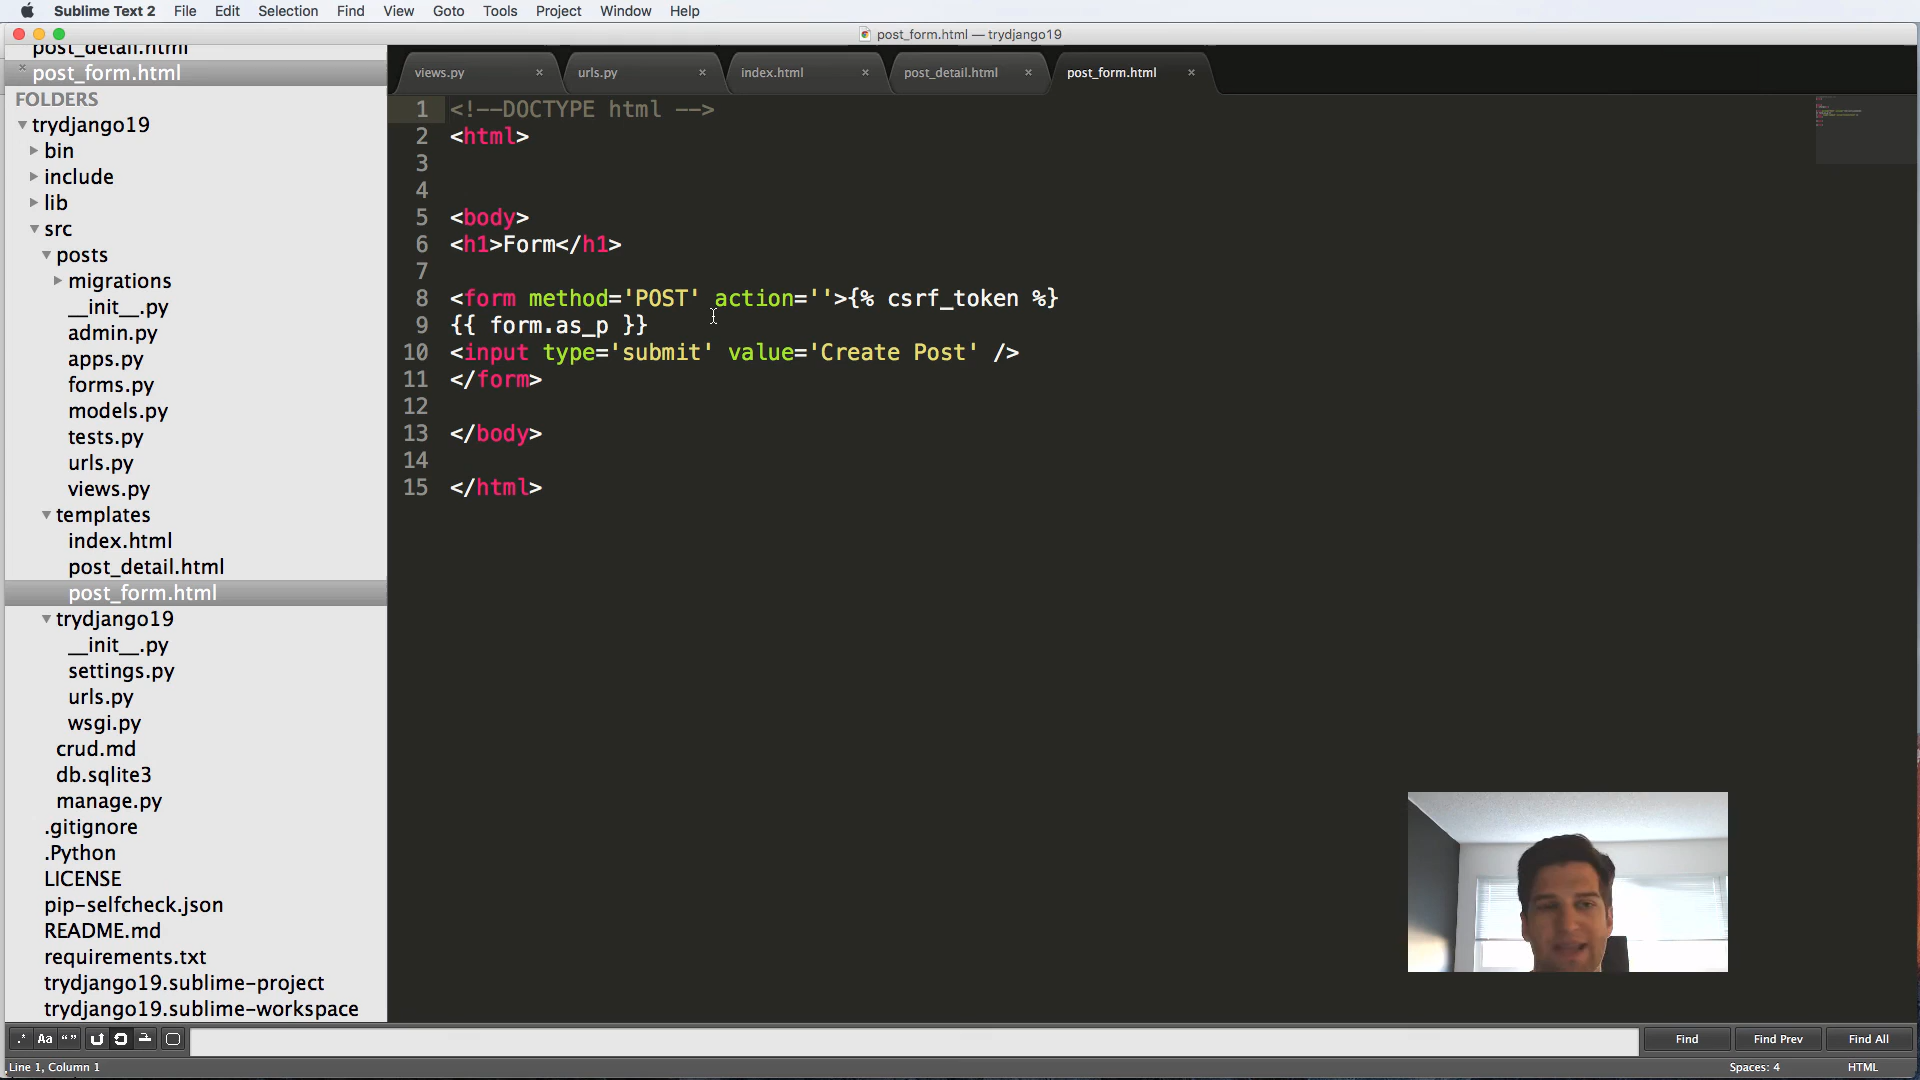 Sublime Text 2 File Edit Selection Find View Goto Tools Project Window Help
post_form.html — trydjango19
post_detail.html
× post_form.html
FOLDERS
trydjango19
bin
include
lib
src
posts
migrations
__init__.py
admin.py
apps.py
forms.py
models.py
tests.py
urls.py
views.py
templates
index.html
post_detail.html
post_form.html
trydjango19
__init__.py
settings.py
urls.py
wsgi.py
crud.md
db.sqlite3
manage.py
.gitignore
.Python
LICENSE
pip-selfcheck.json
README.md
requirements.txt
trydjango19.sublime-project
trydjango19.sublime-workspace
views.py × urls.py × index.html × post_detail.html × post_form.html ×
1 <!--DOCTYPE html -->
2 <html>
3
4
5 <body>
6 <h1>Form</h1>
7
8 <form method='POST' action=''>{% csrf_token %}
9 {{ form.as_p }}
10 <input type='submit' value='Create Post' />
11 </form>
12
13 </body>
14
15 </html>
.* Aa “” Find Find Prev Find All
Line 1, Column 1 Spaces: 4 HTML